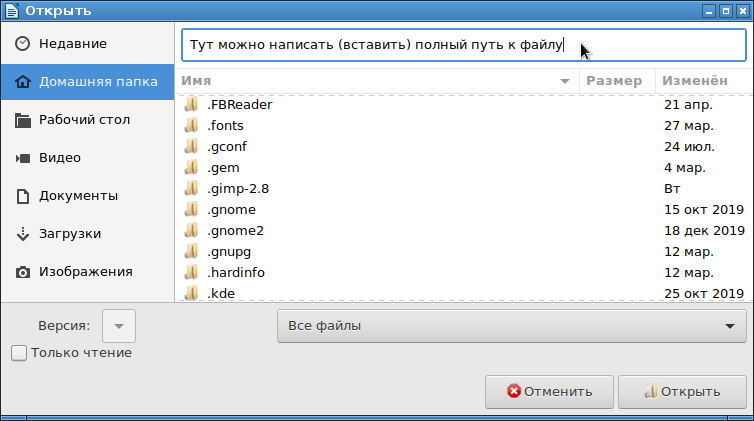 Открыть
Недавние
Домашняя папка
Рабочий стол
Видео
Документы
Загрузки
Изображения
Тут можно написать (вставить) полный путь к файлу
Имя Размер Изменён
.FBReader 21 апр.
.fonts 27 мар.
.gconf 24 июл.
.gem 4 мар.
.gimp-2.8 Вт
.gnome 15 окт 2019
.gnome2 18 дек 2019
.gnupg 12 мар.
.hardinfo 12 мар.
.kde 25 окт 2019
Версия: Все файлы
Только чтение
Отменить Открыть